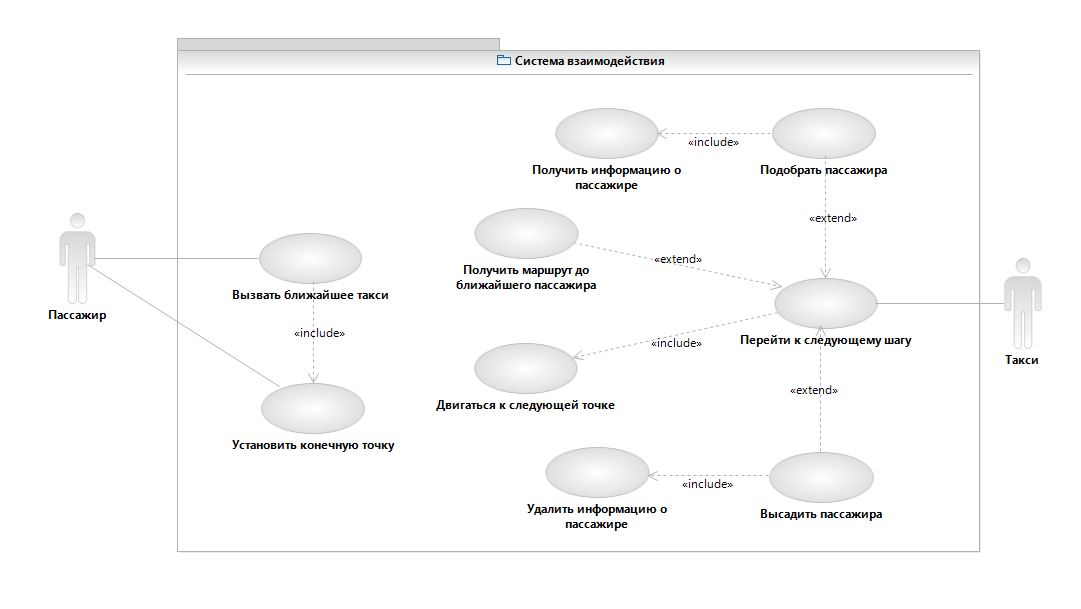 Система взаимодействия
«include»
Получить информацию о
пассажире
Подобрать пассажира
«extend»
Получить маршрут до
ближайшего пассажира
«extend»
Пассажир
Вызвать ближайшее такси
«include»
Перейти к следующему шагу
«include»
Такси
Двигаться к следующей точке
«extend»
Установить конечную точку
«include»
Удалить информацию о
пассажире
Высадить пассажира